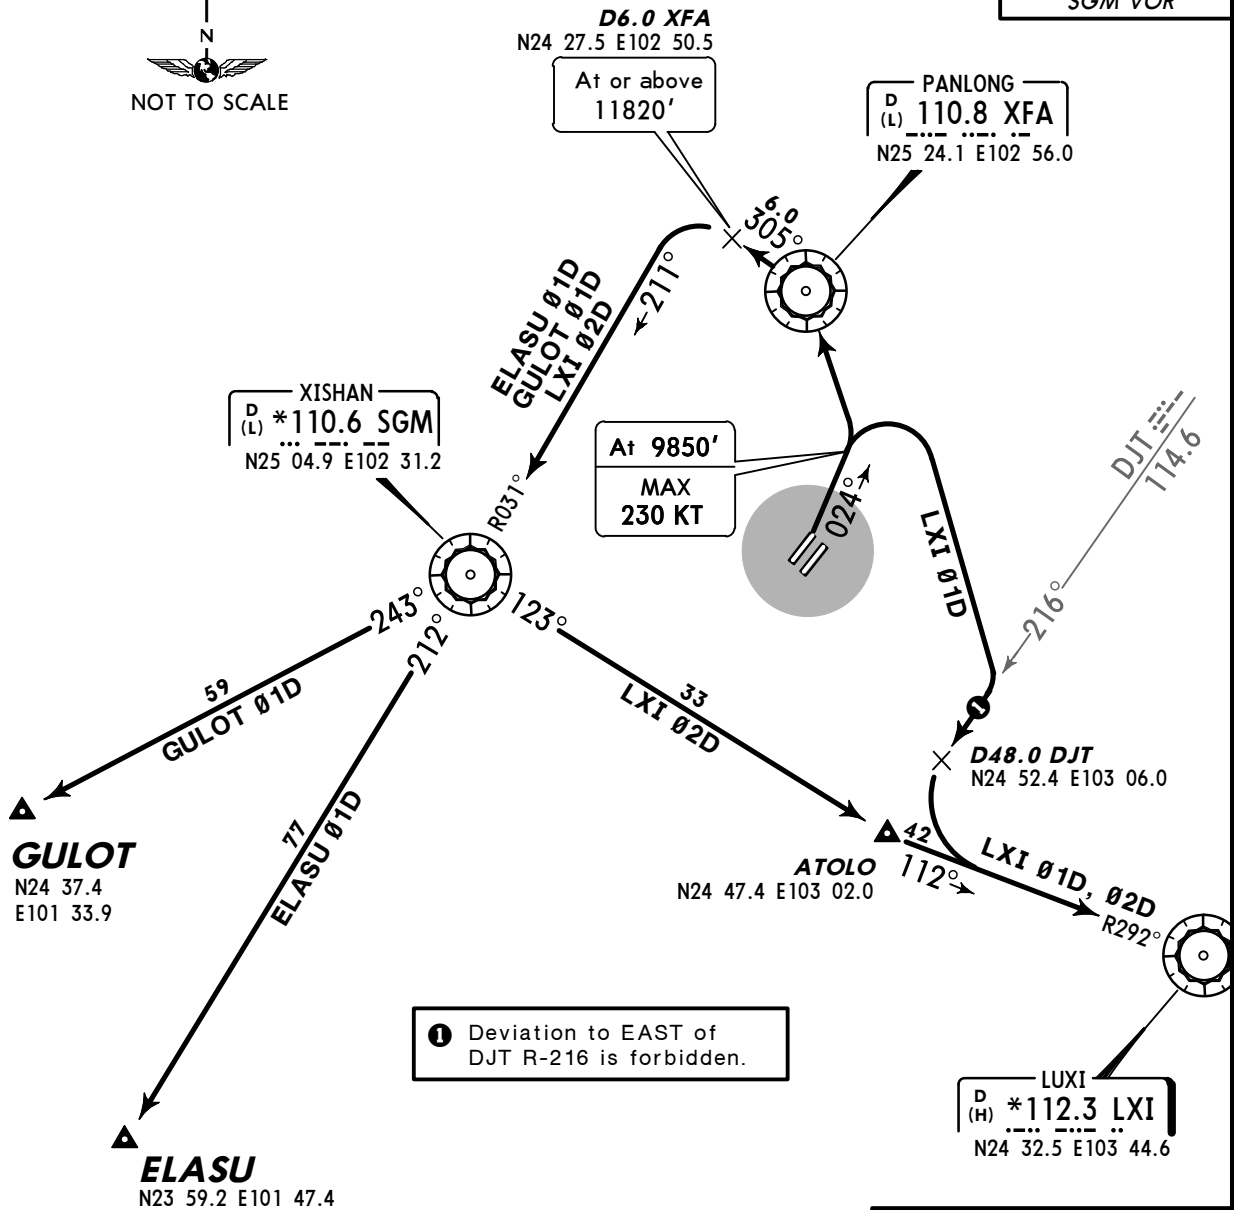 SGM VOR
N
NOT TO SCALE
D6.0 XFA
N24 27.5 E102 50.5
At or above
11820'
PANLONG
D
(L) 110.8 XFA
N25 24.1 E102 56.0
6.0
305°
211°
ELASU Ø1D
GULOT Ø1D
LXI Ø2D
XISHAN
D
(L) *110.6 SGM
N25 04.9 E102 31.2
R031°
At 9850'
MAX
230 KT
024°
LXI Ø1D
DJT
114.6
216°
243°
212°
123°
59
GULOT Ø1D
33
LXI Ø2D
77
ELASU Ø1D
1
D48.0 DJT
N24 52.4 E103 06.0
GULOT
N24 37.4
E101 33.9
ATOLO
N24 47.4 E103 02.0
42
112°
LXI Ø1D, Ø2D
R292°
1 Deviation to EAST of
DJT R-216 is forbidden.
LUXI
D
(H) *112.3 LXI
N24 32.5 E103 44.6
ELASU
N23 59.2 E101 47.4